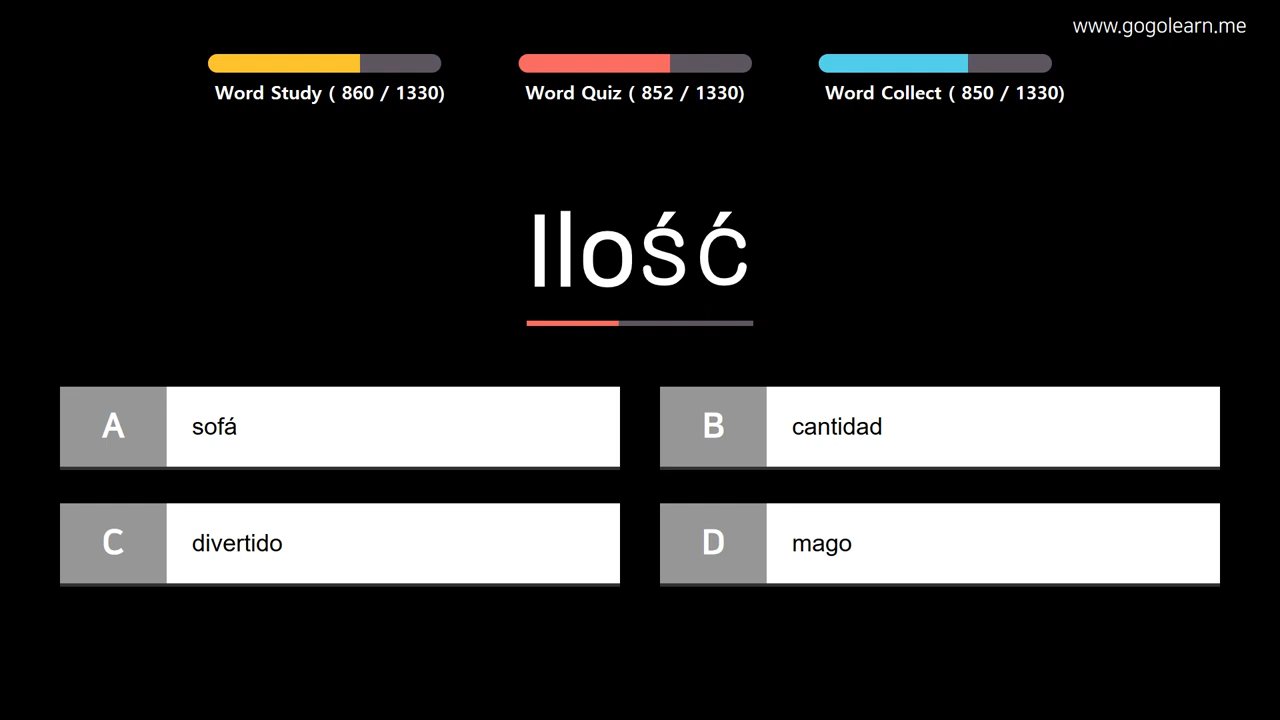 www.gogolearn.me
Word Study ( 860 / 1330)
Word Quiz ( 852 / 1330)
Word Collect ( 850 / 1330)
Ilość
A sofá
B cantidad
C divertido
D mago